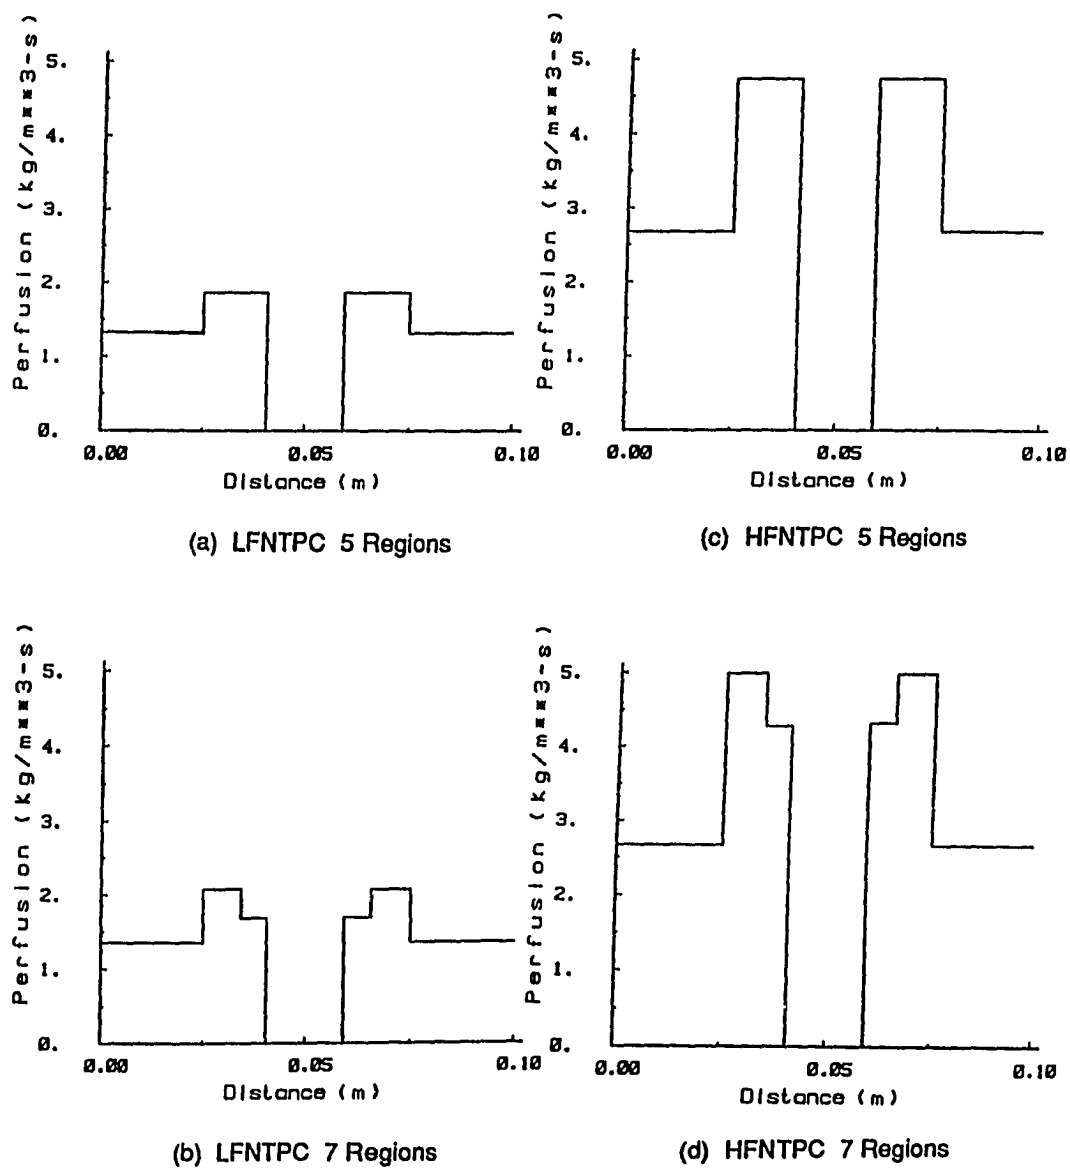 Perfusion (kg/m**3-s)
5.
4.
3.
2.
1.
0.
0.00 0.05 0.10
Distance (m)
(a) LFNTPC 5 Regions
Perfusion (kg/m**3-s)
5.
4.
3.
2.
1.
0.
0.00 0.05 0.10
Distance (m)
(c) HFNTPC 5 Regions
Perfusion (kg/m**3-s)
5.
4.
3.
2.
1.
0.
0.00 0.05 0.10
Distance (m)
(b) LFNTPC 7 Regions
Perfusion (kg/m**3-s)
5.
4.
3.
2.
1.
0.
0.00 0.05 0.10
Distance (m)
(d) HFNTPC 7 Regions